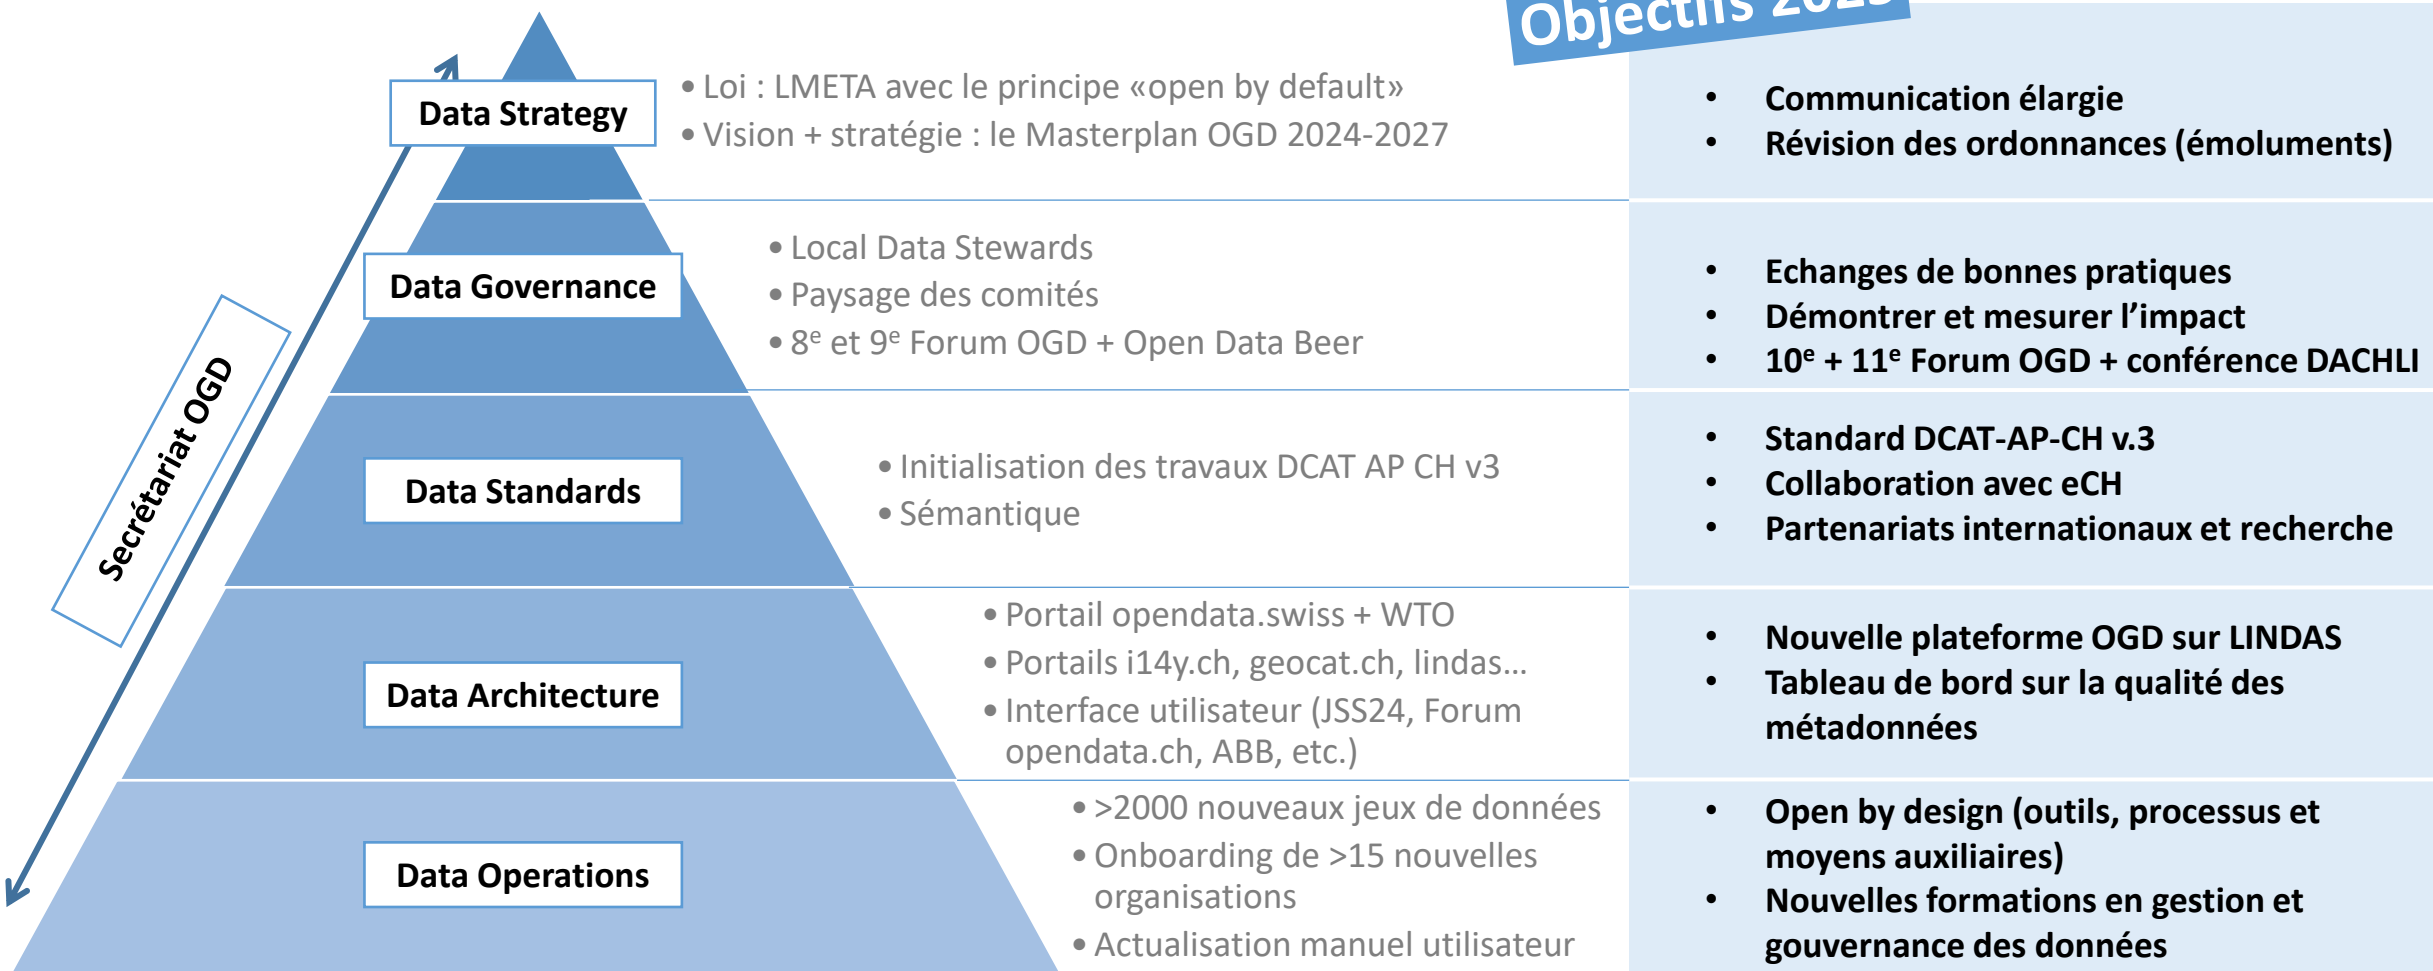 Objectifs 2025
Secrétariat OGD
Data Strategy
• Loi : LMETA avec le principe «open by default»
• Vision + stratégie : le Masterplan OGD 2024-2027
• Communication élargie
• Révision des ordonnances (émoluments)
Data Governance
• Local Data Stewards
• Paysage des comités
• 8e et 9e Forum OGD + Open Data Beer
• Echanges de bonnes pratiques
• Démontrer et mesurer l’impact
• 10e + 11e Forum OGD + conférence DACHLI
Data Standards
• Initialisation des travaux DCAT AP CH v3
• Sémantique
• Standard DCAT-AP-CH v.3
• Collaboration avec eCH
• Partenariats internationaux et recherche
Data Architecture
• Portail opendata.swiss + WTO
• Portails i14y.ch, geocat.ch, lindas…
• Interface utilisateur (JSS24, Forum
opendata.ch, ABB, etc.)
• Nouvelle plateforme OGD sur LINDAS
• Tableau de bord sur la qualité des
métadonnées
Data Operations
• >2000 nouveaux jeux de données
• Onboarding de >15 nouvelles
organisations
• Actualisation manuel utilisateur
• Open by design (outils, processus et
moyens auxiliaires)
• Nouvelles formations en gestion et
gouvernance des données